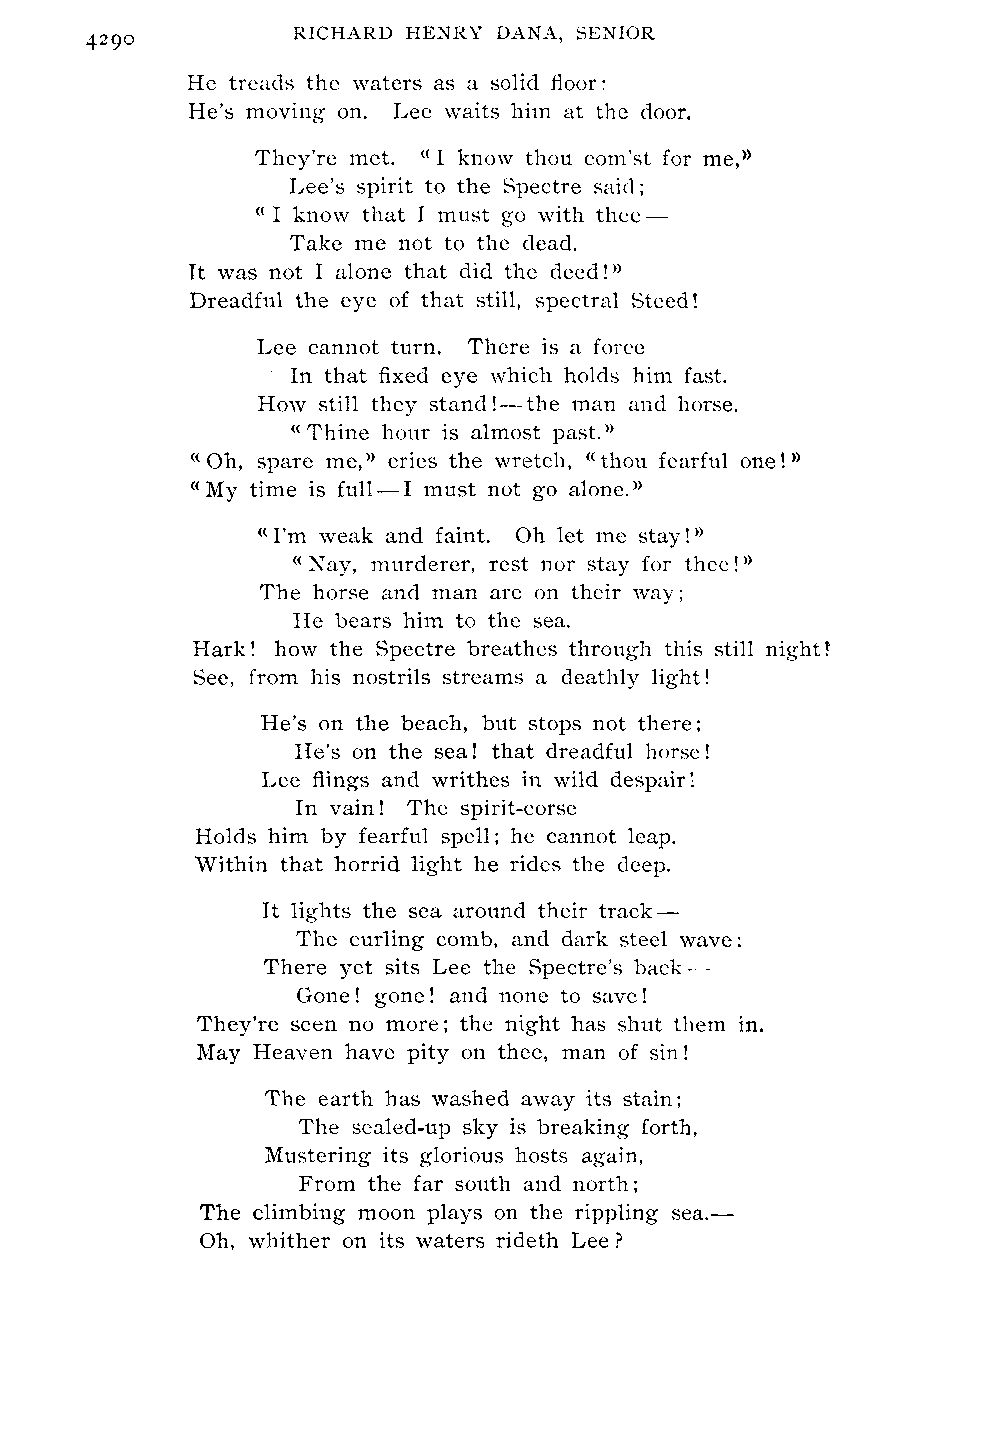 4290
RICHARD HENRY DANA, SENIOR
He treads the waters as a solid floor:
He's moving on. Lee waits him at the door.
They're met. "I know thou com'st for me,"
Lee's spirit to the Spectre said;
"I know that I must go with thee—
Take me not to the dead.
It was not I alone that did the deed!"
Dreadful the eye of that still, spectral Steed!
Lee cannot turn. There is a force
In that fixed eye which holds him fast.
How still they stand!—the man and horse.
"Thine hour is almost past."
"Oh, spare me," cries the wretch, "thou fearful one!"
"My time is full—I must not go alone."
"I'm weak and faint. Oh let me stay!"
"Nay, murderer, rest nor stay for thee!"
The horse and man are on their way;
He bears him to the sea.
Hark! how the Spectre breathes through this still night!
See, from his nostrils streams a deathly light!
He's on the beach, but stops not there;
He's on the sea! that dreadful horse!
Lee flings and writhes in wild despair!
In vain! The spirit-corse
Holds him by fearful spell; he cannot leap.
Within that horrid light he rides the deep.
It lights the sea around their track—
The curling comb, and dark steel wave:
There yet sits Lee the Spectre's back—
Gone! gone! and none to save!
They're seen no more; the night has shut them in.
May Heaven have pity on thee, man of sin!
The earth has washed away its stain;
The sealed-up sky is breaking forth,
Mustering its glorious hosts again,
From the far south and north;
The climbing moon plays on the rippling sea.—
Oh, whither on its waters rideth Lee?